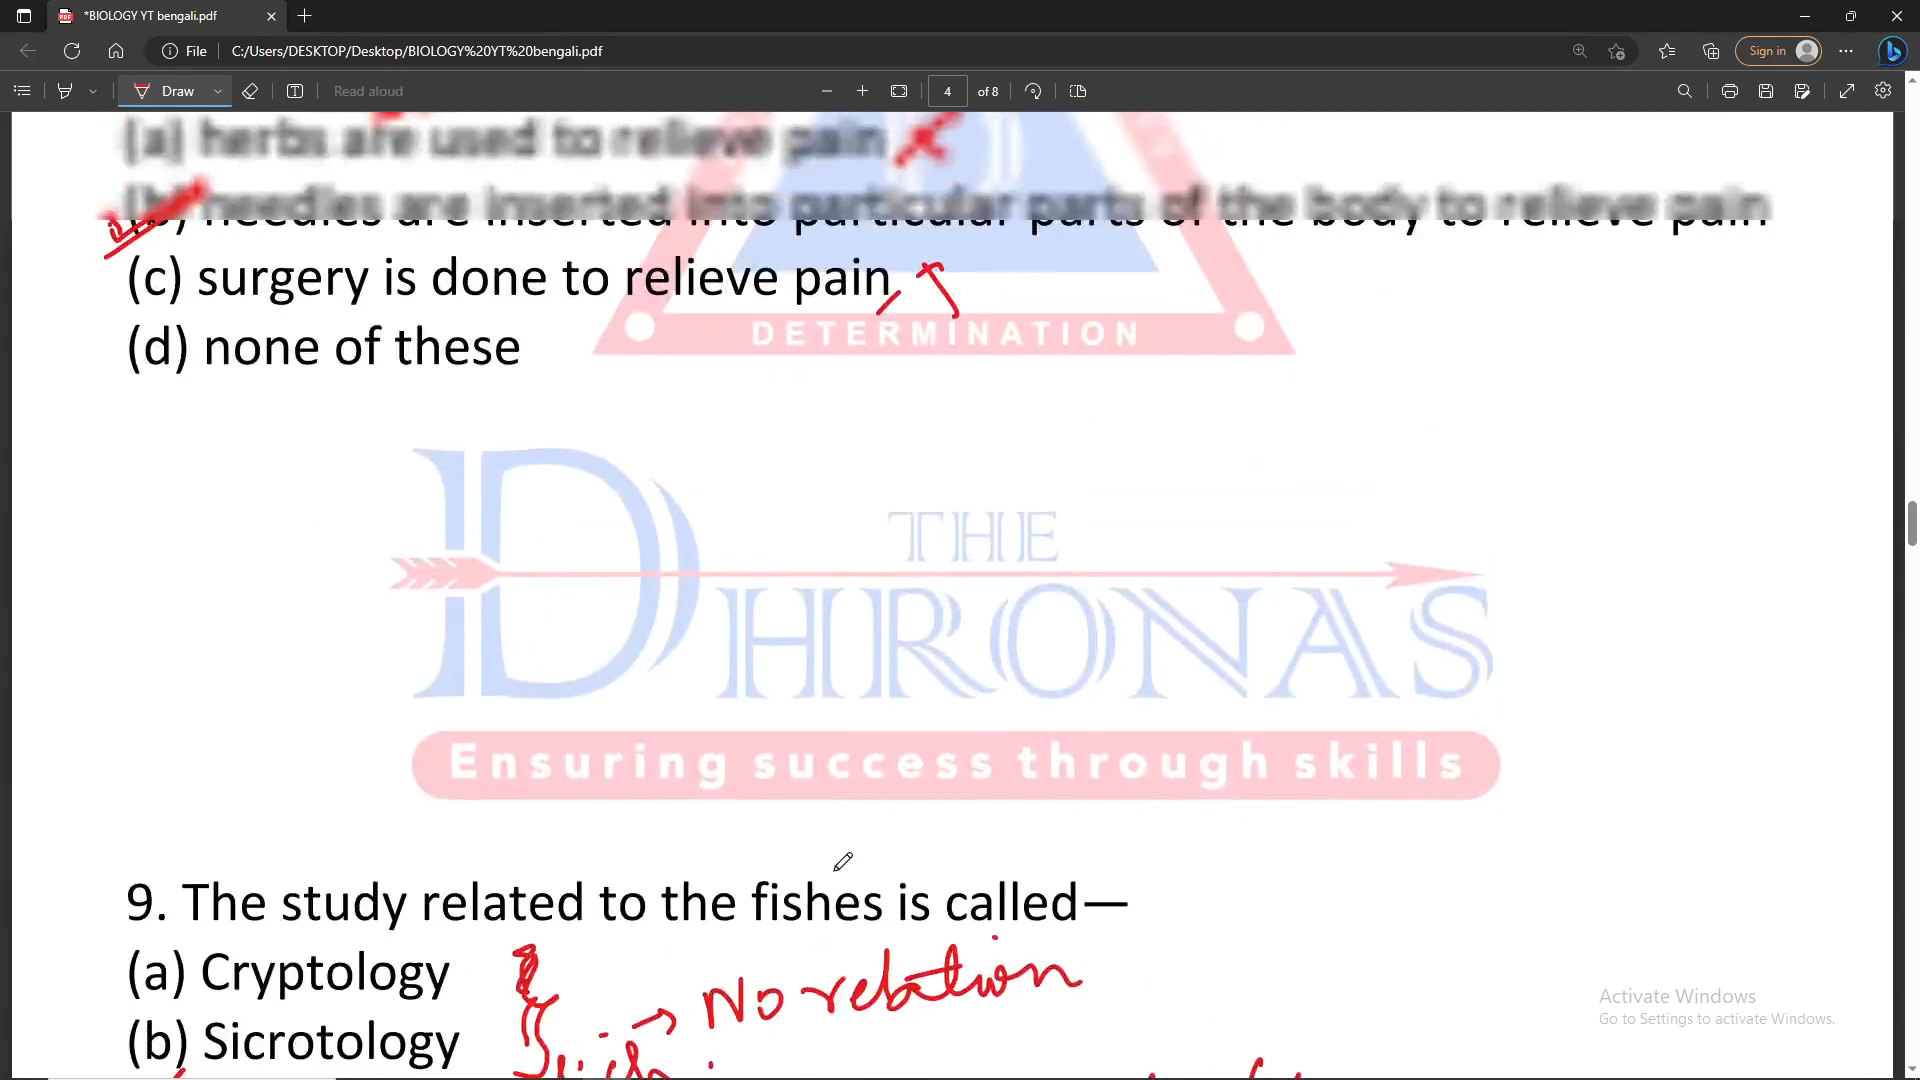 *BIOLOGY YT bengali.pdf
File
C:/Users/DESKTOP/Desktop/BIOLOGY%20YT%20bengali.pdf
Sign in
Draw
Read aloud
4
of 8
(a) herbs are used to relieve pain
(b) needles are inserted into particular parts of the body to relieve pain
(c) surgery is done to relieve pain
(d) none of these
DETERMINATION
THE
DHRONAS
Ensuring success through skills
9. The study related to the fishes is called—
(a) Cryptology
No relation
(b) Sicrotology
Activate Windows
Go to Settings to activate Windows.